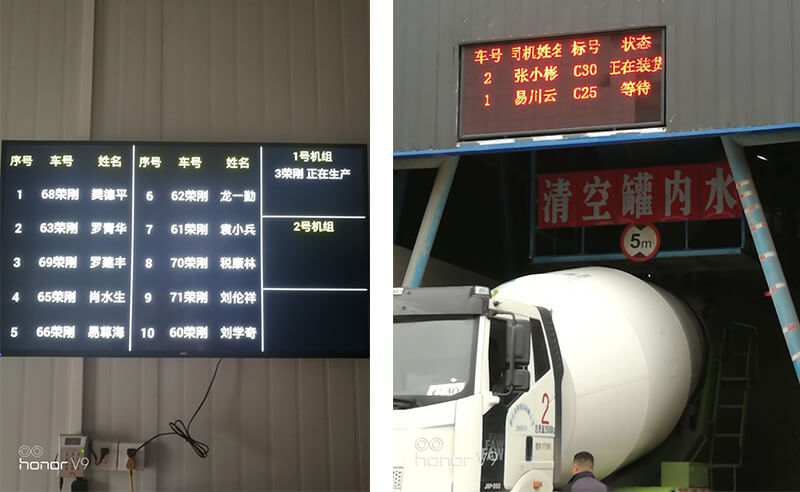 序号 车号 姓名 序号 车号 姓名
1 68荣刚 樊德平 6 62荣刚 龙一勤
2 63荣刚 罗青华 7 61荣刚 袁小兵
3 69荣刚 罗建丰 8 70荣刚 税康林
4 65荣刚 肖水生 9 71荣刚 刘伦祥
5 66荣刚 易尊海 10 60荣刚 刘学奇
1号机组
3荣刚 正在生产
2号机组
honor V9
车号 司机姓名 标号 状态
2 张小彬 C30 正在装货
1 易川云 C25 等待
清空罐内水
5m
C30
2
FAW
honor V9